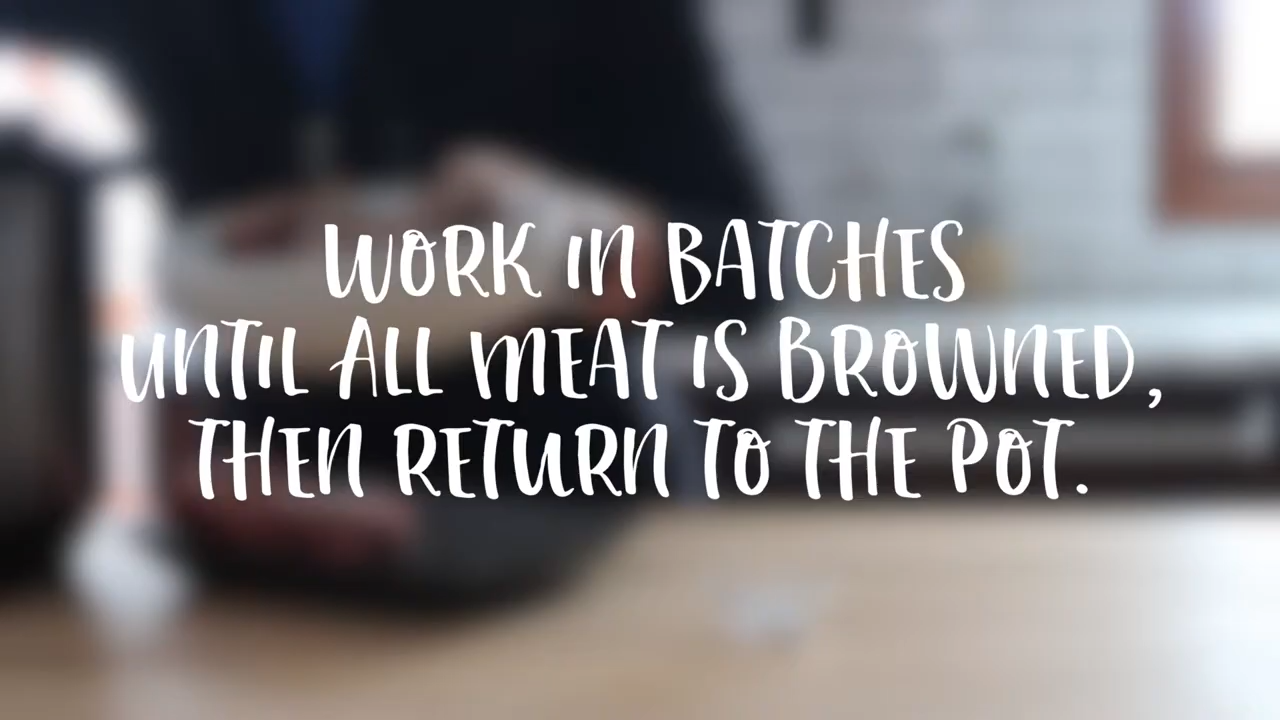 WORK IN BATCHES
UNTIL ALL MEAT IS BROWNED,
THEN RETURN TO THE POT.